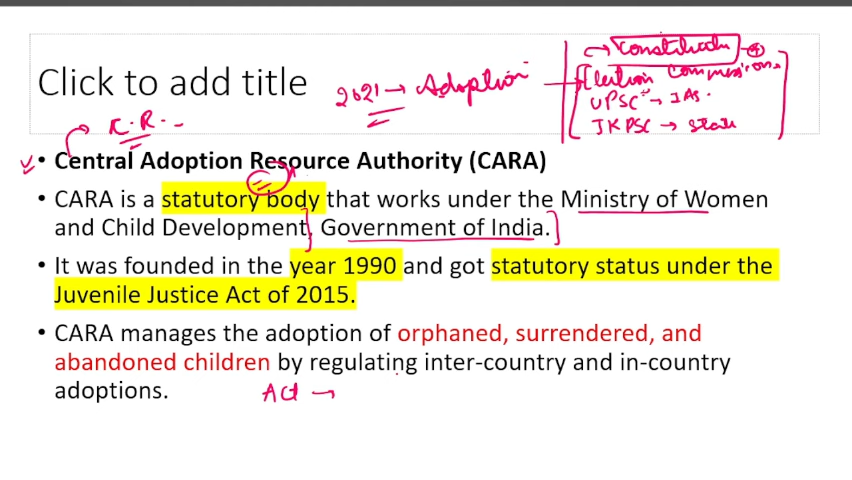 Constitution
Click to add title
2021 → Adoption
Election Commission.
UPSC → IAS.
JKPSC → State
K.R.
• Central Adoption Resource Authority (CARA)
• CARA is a statutory body that works under the Ministry of Women
and Child Development, Government of India.
• It was founded in the year 1990 and got statutory status under the
Juvenile Justice Act of 2015.
• CARA manages the adoption of orphaned, surrendered, and
abandoned children by regulating inter-country and in-country
adoptions.
Act →